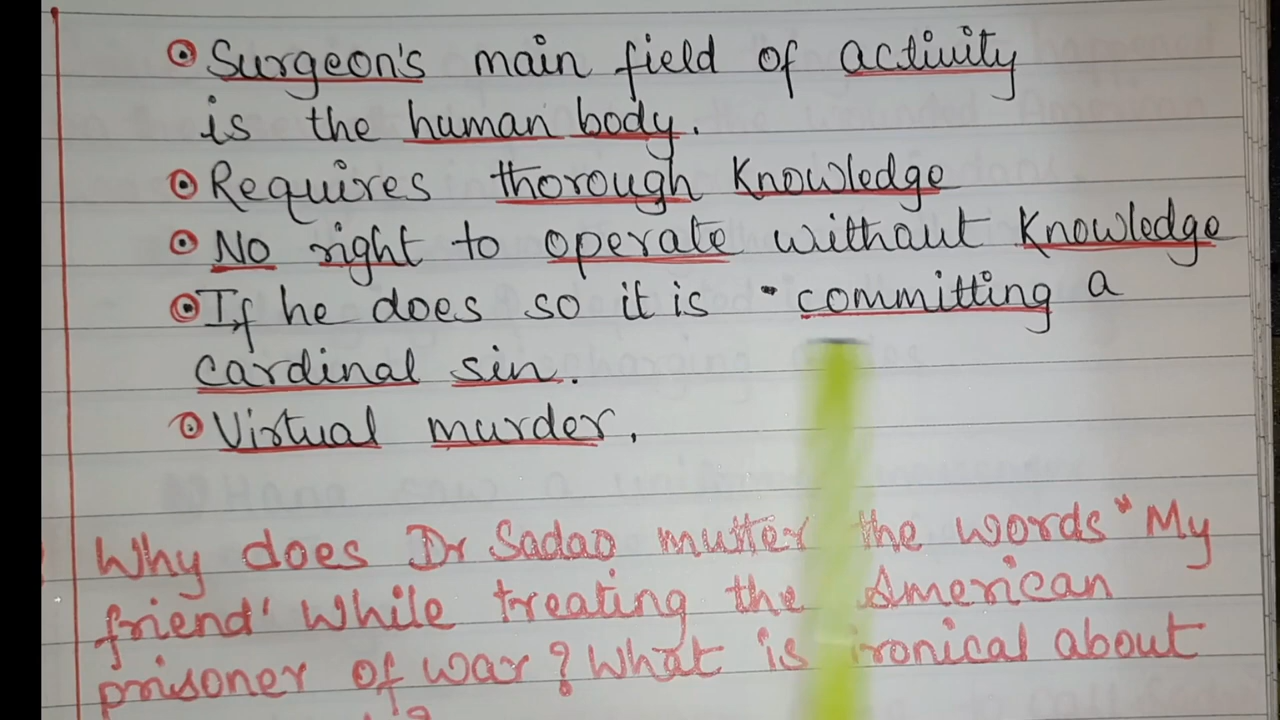 Surgeon's main field of activity
is the human body.
Requires thorough Knowledge
No right to operate without Knowledge
If he does so it is committing a
cardinal sin.
Virtual murder.
Why does Dr Sadao mutter the words "My
friend' While treating the American
prisoner of war? What is ironical about